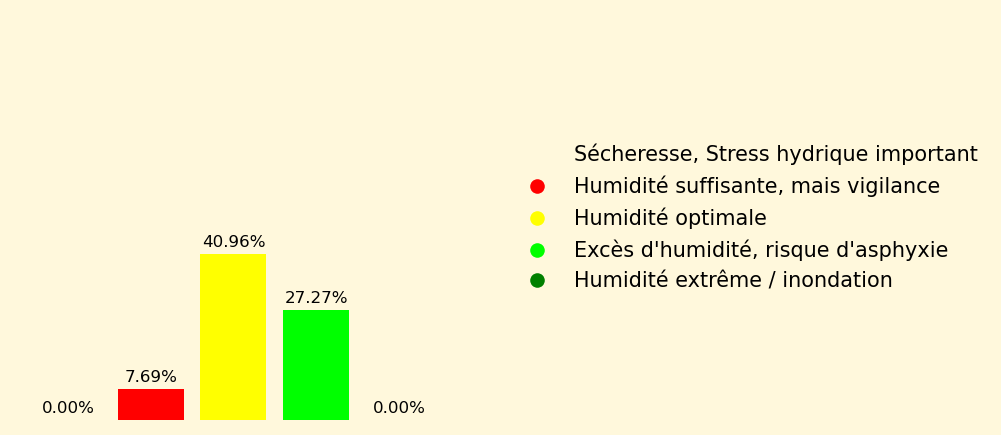 Sécheresse, Stress hydrique important
Humidité suffisante, mais vigilance
Humidité optimale
Excès d'humidité, risque d'asphyxie
Humidité extrême / inondation
40.96%
27.27%
7.69%
0.00%
0.00%